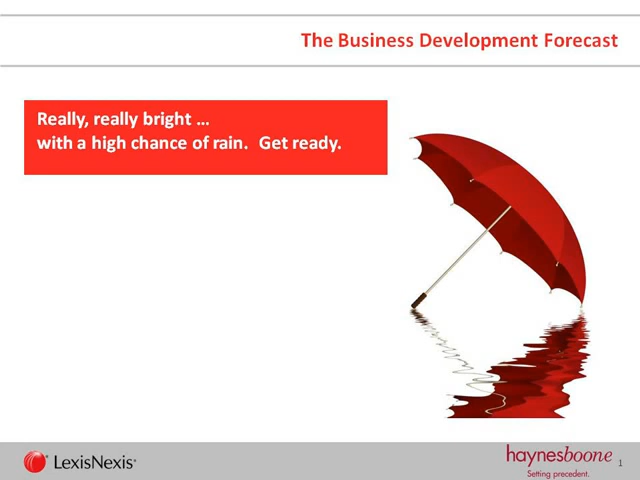 The Business Development Forecast
Really, really bright …
with a high chance of rain.  Get ready.
LexisNexis®
haynesboone
Setting precedent.
1